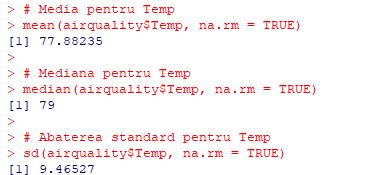 > # Media pentru Temp
> mean(airquality$Temp, na.rm = TRUE)
[1] 77.88235
>
> # Mediana pentru Temp
> median(airquality$Temp, na.rm = TRUE)
[1] 79
>
> # Abaterea standard pentru Temp
> sd(airquality$Temp, na.rm = TRUE)
[1] 9.46527